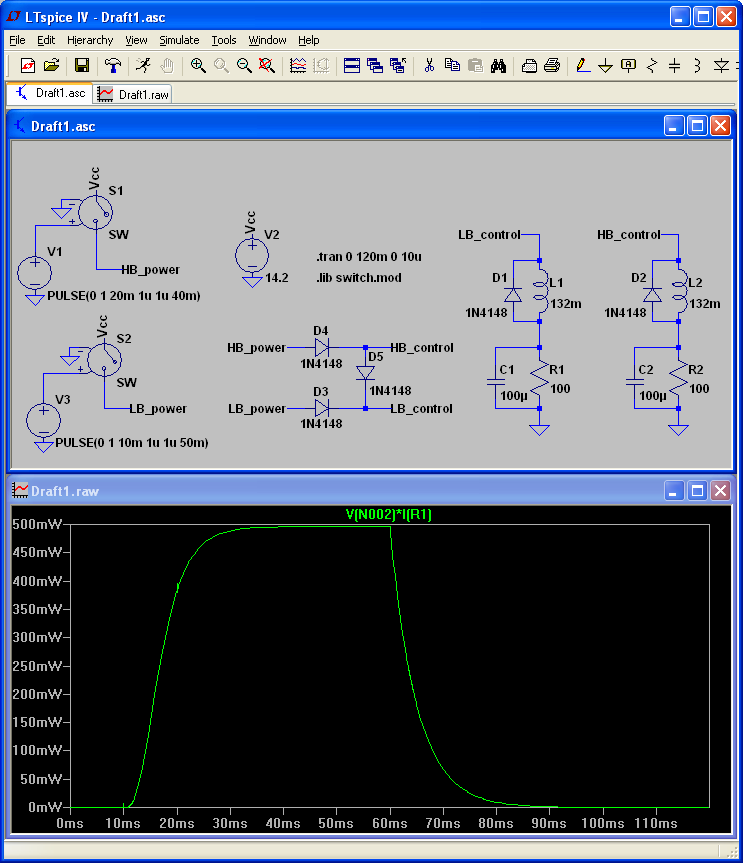 LTspice IV - Draft1.asc
File Edit Hierarchy View Simulate Tools Window Help
Draft1.asc Draft1.raw
Draft1.asc
Vcc
S1
SW
V1
HB_power
PULSE(0 1 20m 1u 1u 40m)
Vcc
V2
14.2
.tran 0 120m 0 10u
.lib switch.mod
LB_control
D1
1N4148
L1
132m
C1
100µ
R1
100
HB_control
D2
1N4148
L2
132m
C2
100µ
R2
100
Vcc
S2
SW
V3
LB_power
PULSE(0 1 10m 1u 1u 50m)
HB_power
D4
1N4148
HB_control
D5
1N4148
LB_power
D3
1N4148
LB_control
Draft1.raw
V(N002)*I(R1)
500mW
450mW
400mW
350mW
300mW
250mW
200mW
150mW
100mW
50mW
0mW
0ms 10ms 20ms 30ms 40ms 50ms 60ms 70ms 80ms 90ms 100ms 110ms